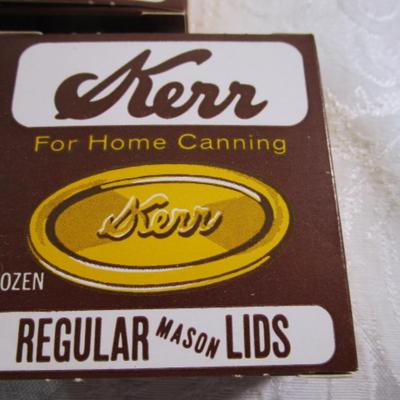 Kerr
For Home Canning
Kerr
OZEN
REGULAR MASON LIDS